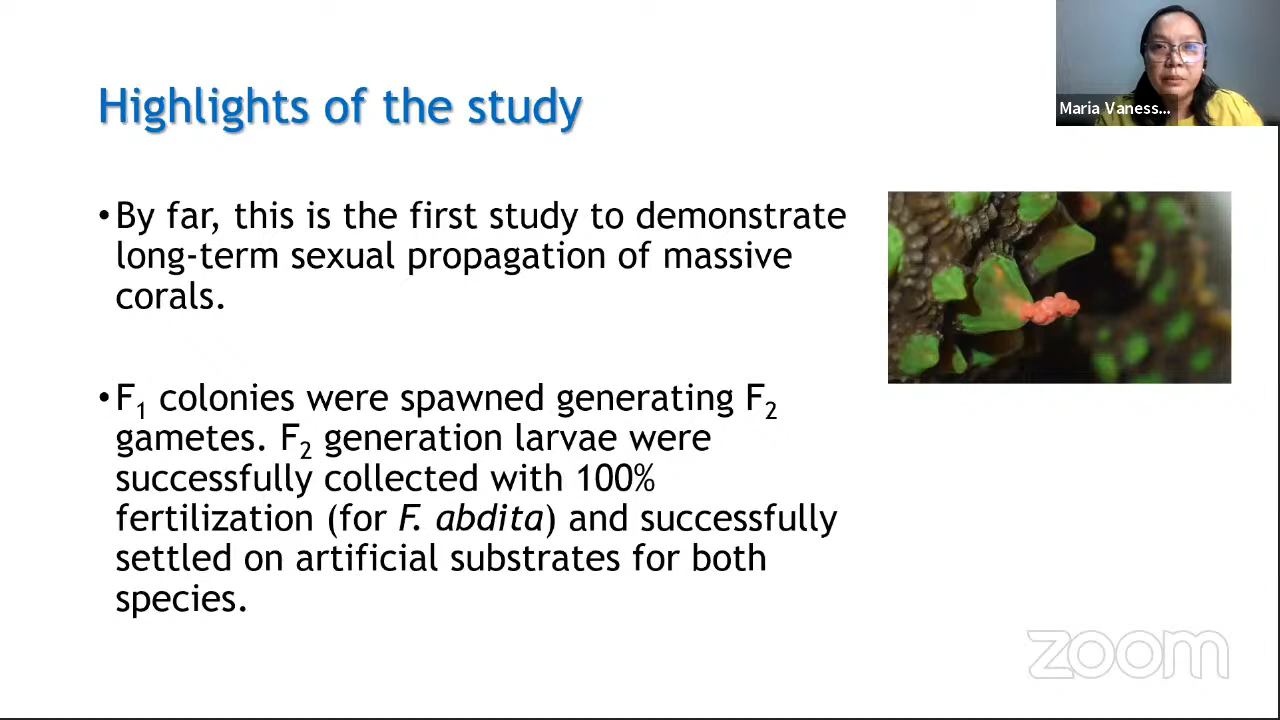 Highlights of the study
Maria Vaness...
•By far, this is the first study to demonstrate
long-term sexual propagation of massive
corals.
•F₁ colonies were spawned generating F₂
gametes. F₂ generation larvae were
successfully collected with 100%
fertilization (for F. abdita) and successfully
settled on artificial substrates for both
species.
zoom